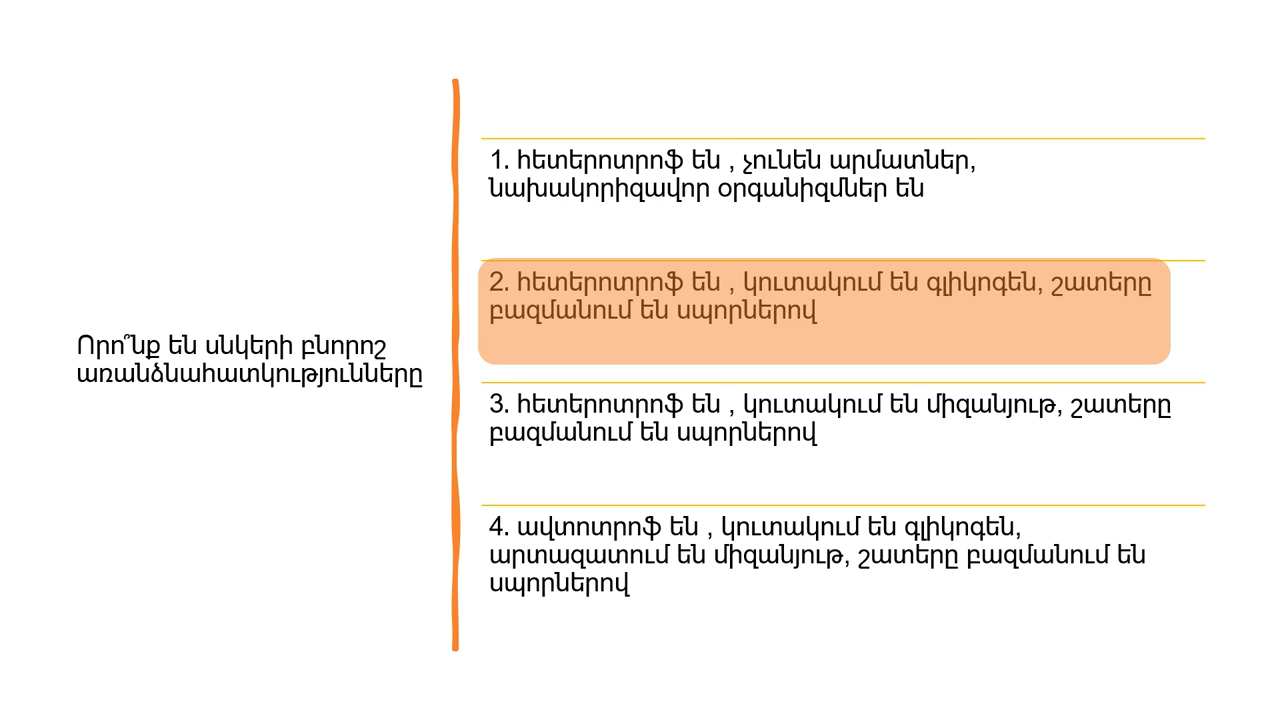 Որո՞նք են սնկերի բնորոշ
առանձնահատկությունները
1. հետերոտրոֆ են , չունեն արմատներ,
նախակորիզավոր օրգանիզմներ են
2. հետերոտրոֆ են , կուտակում են գլիկոգեն, շատերը
բազմանում են սպորներով
3. հետերոտրոֆ են , կուտակում են միզանյութ, շատերը
բազմանում են սպորներով
4. ավտոտրոֆ են , կուտակում են գլիկոգեն,
արտազատում են միզանյութ, շատերը բազմանում են
սպորներով